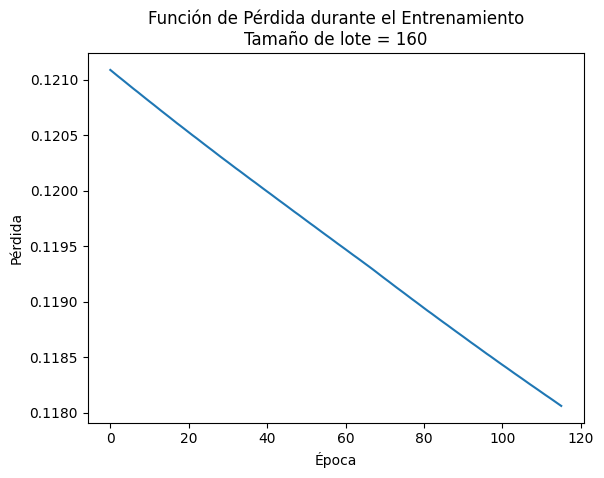 Función de Pérdida durante el Entrenamiento
Tamaño de lote = 160
0.1210
0.1205
0.1200
0.1195
0.1190
0.1185
0.1180
Pérdida
0 20 40 60 80 100 120
Época